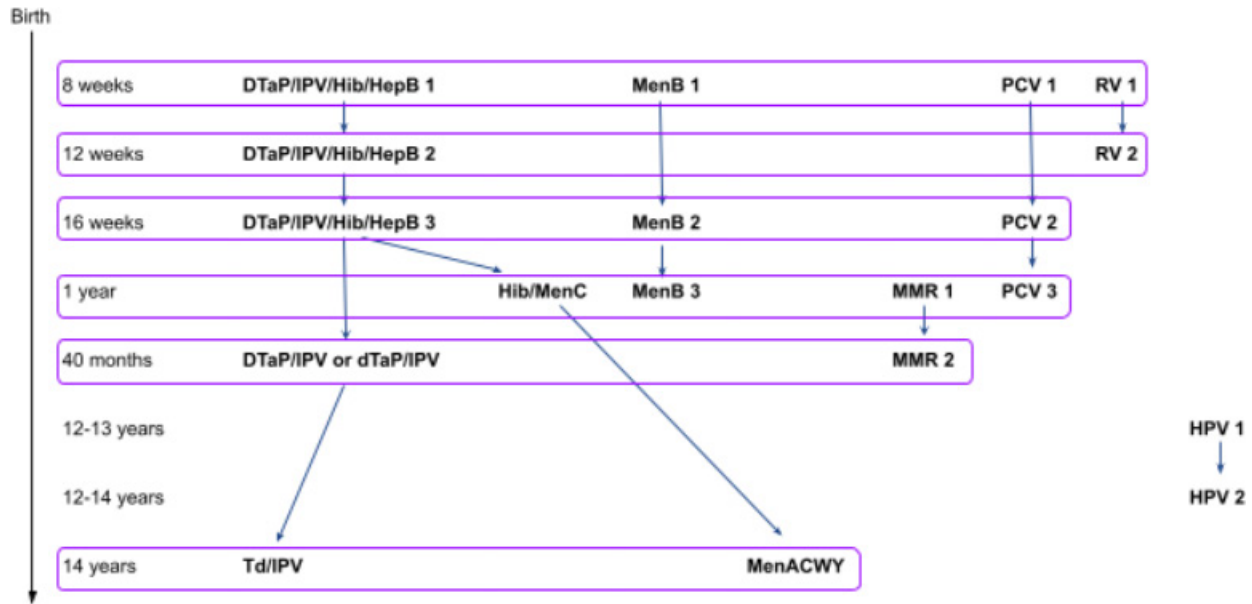 Birth
8 weeks DTaP/IPV/Hib/HepB 1 MenB 1 PCV 1 RV 1
12 weeks DTaP/IPV/Hib/HepB 2 RV 2
16 weeks DTaP/IPV/Hib/HepB 3 MenB 2 PCV 2
1 year Hib/MenC MenB 3 MMR 1 PCV 3
40 months DTaP/IPV or dTaP/IPV MMR 2
12-13 years HPV 1
12-14 years HPV 2
14 years Td/IPV MenACWY